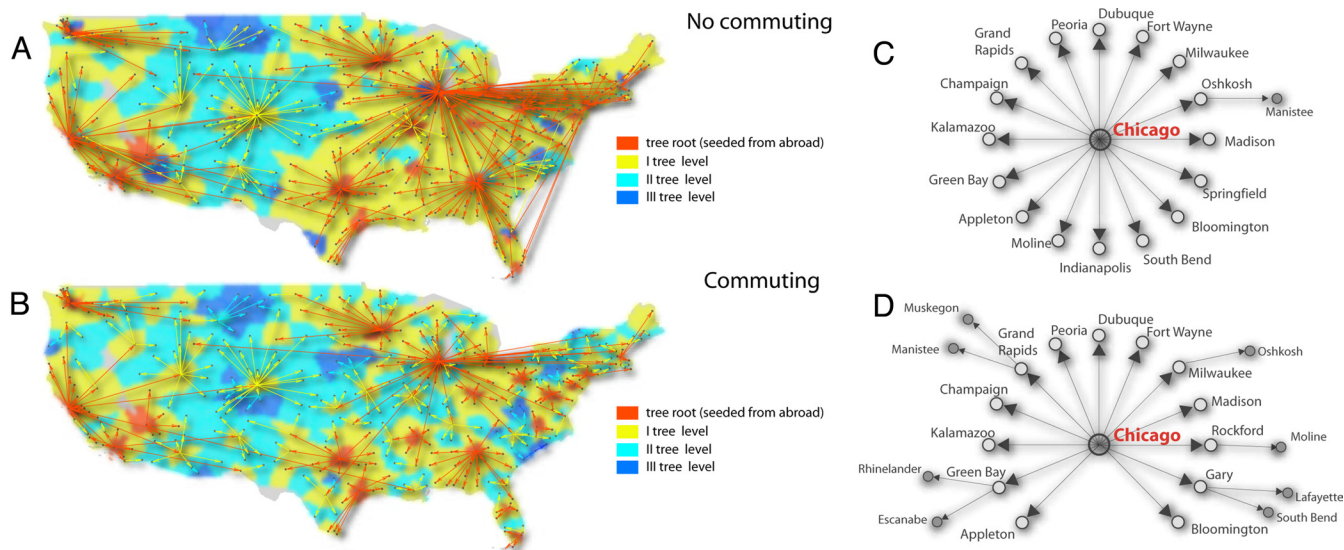 A
No commuting
tree root (seeded from abroad)
I tree level
II tree level
III tree level
B
Commuting
tree root (seeded from abroad)
I tree level
II tree level
III tree level
C
Dubuque
Peoria
Fort Wayne
Grand
Rapids
Milwaukee
Champaign
Oshkosh
Manistee
Kalamazoo
Chicago
Madison
Green Bay
Springfield
Appleton
Bloomington
Moline
South Bend
Indianapolis
D
Muskegon
Dubuque
Peoria
Fort Wayne
Grand
Rapids
Manistee
Oshkosh
Milwaukee
Champaign
Madison
Kalamazoo
Chicago
Rockford
Moline
Rhinelander
Green Bay
Gary
Lafayette
Escanabe
South Bend
Appleton
Bloomington